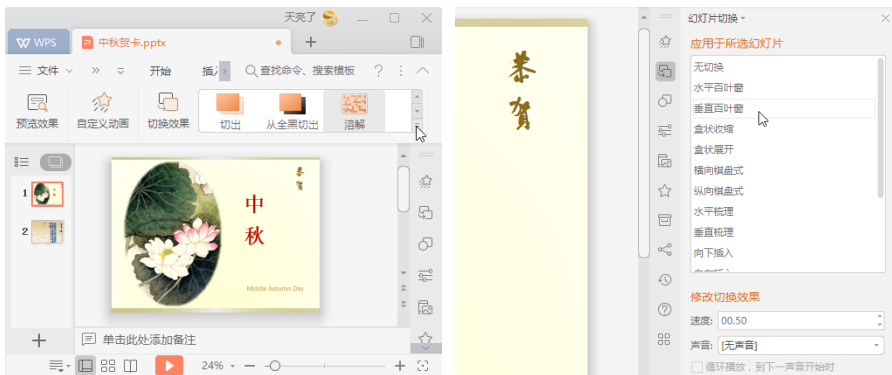 天亮了
WPS
中秋贺卡.pptx
文件
开始
插
查找命令、搜索模板
预览效果
自定义动画
切换效果
切出
从全黑切出
溶解
1
2
恭
賀
中
秋
Middle Autumn Day
单击此处添加备注
24%
恭
賀
幻灯片切换
应用于所选幻灯片
无切换
水平百叶窗
垂直百叶窗
盒状收缩
盒状展开
横向棋盘式
纵向棋盘式
水平梳理
垂直梳理
向下插入
修改切换效果
速度: 00.50
声音: [无声音]
循环播放，到下一声音开始时